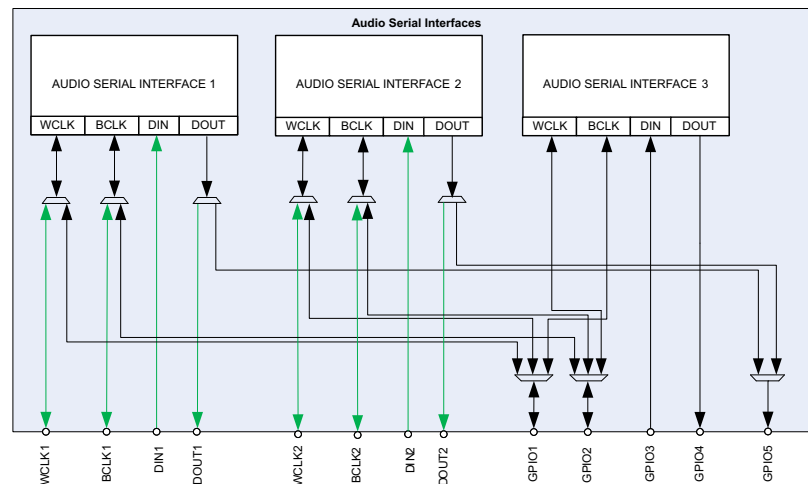 Audio Serial Interfaces
AUDIO SERIAL INTERFACE 1
AUDIO SERIAL INTERFACE 2
AUDIO SERIAL INTERFACE 3
WCLK BCLK DIN DOUT
WCLK BCLK DIN DOUT
WCLK BCLK DIN DOUT
WCLK1
BCLK1
DIN1
DOUT1
WCLK2
BCLK2
DIN2
DOUT2
GPIO1
GPIO2
GPIO3
GPIO4
GPIO5